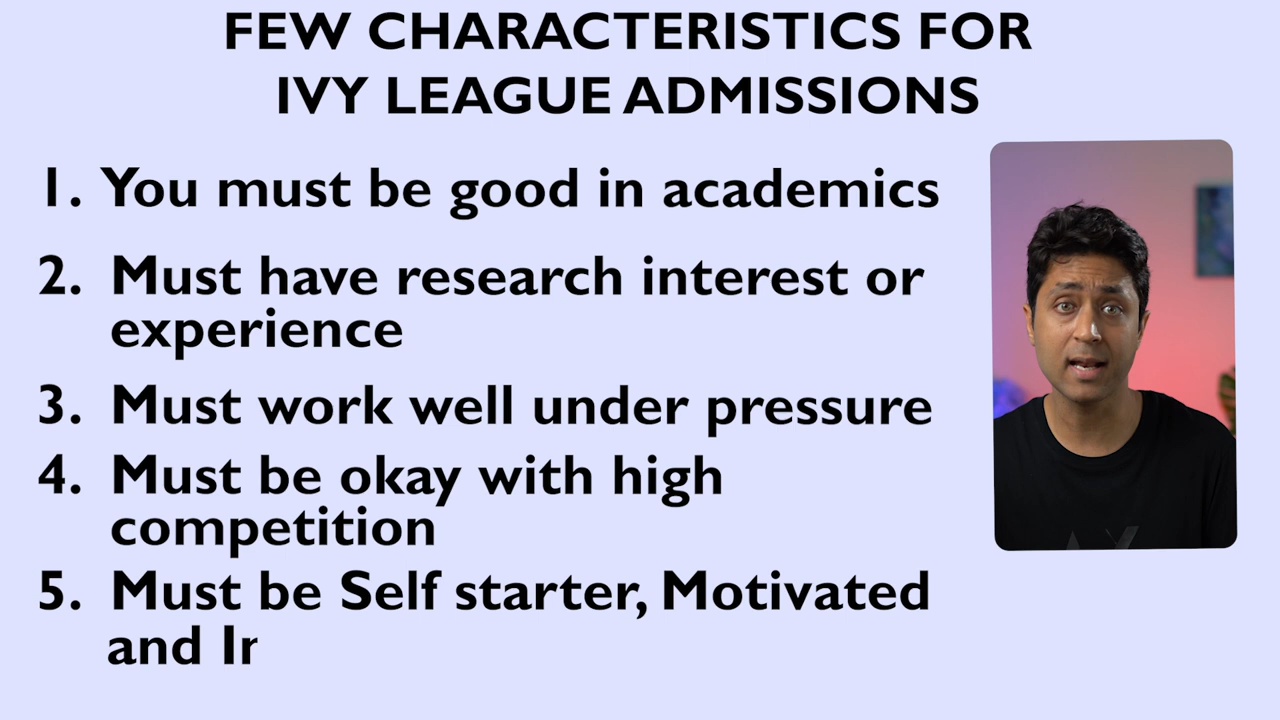 FEW CHARACTERISTICS FOR
IVY LEAGUE ADMISSIONS
1. You must be good in academics
2. Must have research interest or
experience
3. Must work well under pressure
4. Must be okay with high
competition
5. Must be Self starter, Motivated
and